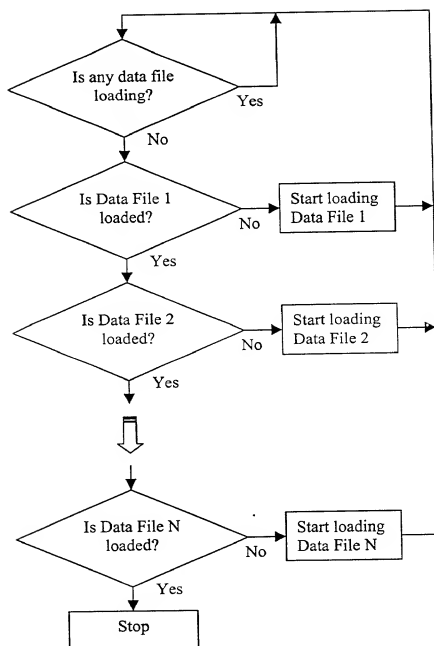 Is any data file
loading?
Yes
No
Is Data File 1
loaded?
No
Start loading
Data File 1
Yes
Is Data File 2
loaded?
No
Start loading
Data File 2
Yes
Is Data File N
loaded?
No
Start loading
Data File N
Yes
Stop